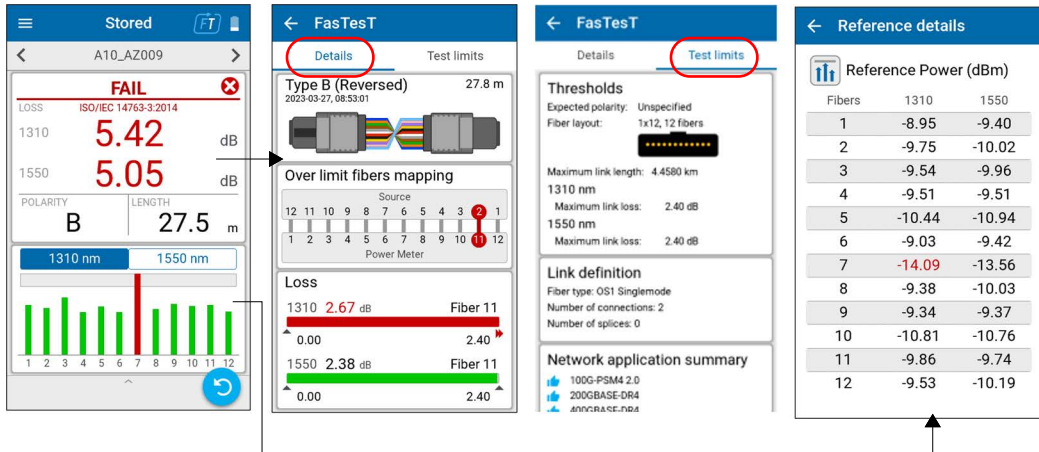 Stored
FT
A10_AZ009
FAIL
LOSS ISO/IEC 14763-3:2014
1310 5.42 dB
1550 5.05 dB
POLARITY LENGTH
B 27.5 m
1310 nm 1550 nm
1 2 3 4 5 6 7 8 9 10 11 12
FasTesT
Details Test limits
Type B (Reversed) 27.8 m
2023-03-27, 08:53:01
Over limit fibers mapping
Source
12 11 10 9 8 7 6 5 4 3 2 1
1 2 3 4 5 6 7 8 9 10 11 12
Power Meter
Loss
1310 2.67 dB Fiber 11
0.00 2.40
1550 2.38 dB Fiber 11
0.00 2.40
FasTesT
Details Test limits
Thresholds
Expected polarity: Unspecified
Fiber layout: 1x12, 12 fibers
Maximum link length: 4.4580 km
1310 nm
Maximum link loss: 2.40 dB
1550 nm
Maximum link loss: 2.40 dB
Link definition
Fiber type: OS1 Singlemode
Number of connections: 2
Number of splices: 0
Network application summary
100G-PSM4 2.0
200GBASE-DR4
400GBASE-DR4
Reference details
Reference Power (dBm)
Fibers 1310 1550
1 -8.95 -9.40
2 -9.75 -10.02
3 -9.54 -9.96
4 -9.51 -9.51
5 -10.44 -10.94
6 -9.03 -9.42
7 -14.09 -13.56
8 -9.38 -10.03
9 -9.34 -9.37
10 -10.81 -10.76
11 -9.86 -9.74
12 -9.53 -10.19